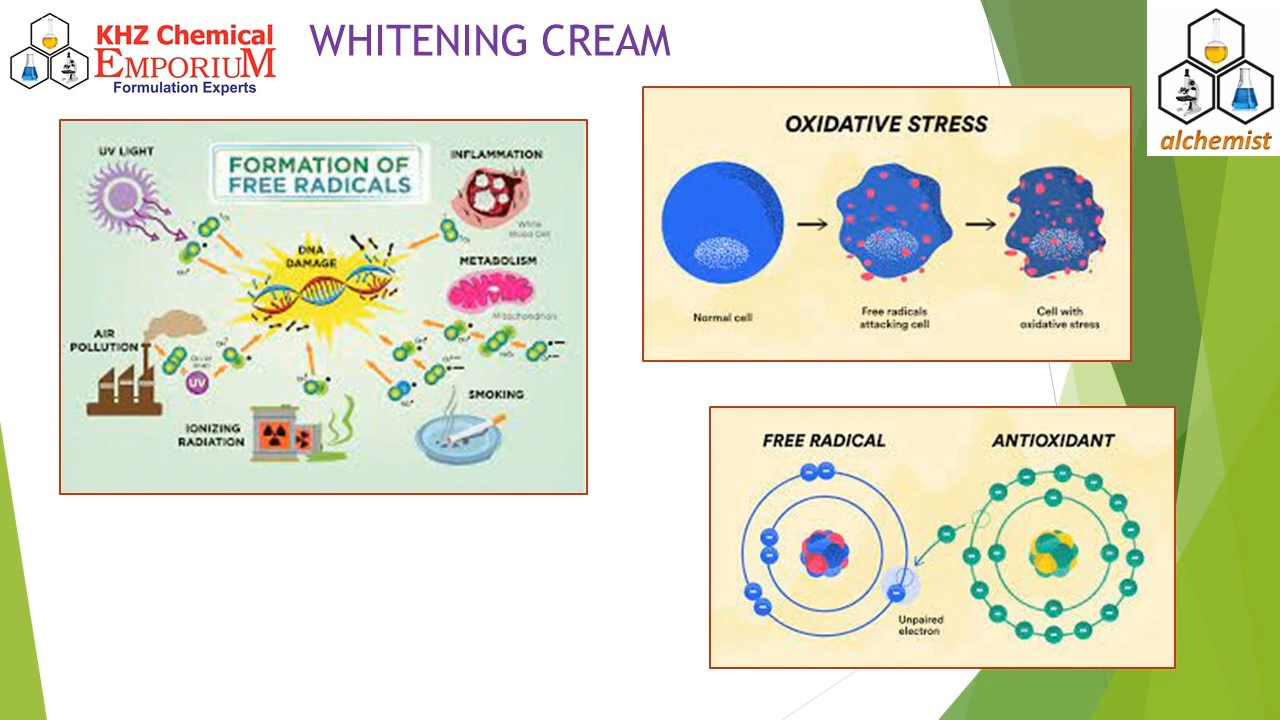 KHZ Chemical
EMPORIUM
Formulation Experts
WHITENING CREAM
alchemist
UV LIGHT
FORMATION OF
FREE RADICALS
INFLAMMATION
White
Blood Cell
DNA
DAMAGE
METABOLISM
Mitochondrion
AIR
POLLUTION
UV
SMOKING
IONIZING
RADIATION
OXIDATIVE STRESS
Normal cell
Free radicals
attacking cell
Cell with
oxidative stress
FREE RADICAL
ANTIOXIDANT
Unpaired
electron